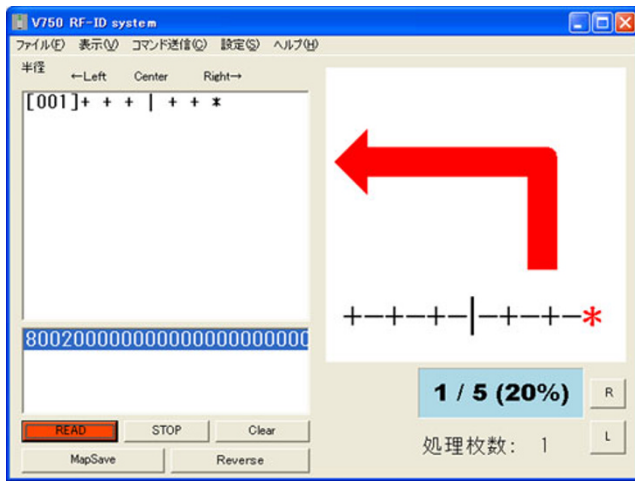 V750 RF-ID system
ファイル(F) 表示(V) コマンド送信(C) 設定(S) ヘルプ(H)
半径 ←Left Center Right→
[001]+ + + | + + *
+-+-+-|-+-+-*
80020000000000000000000000
1 / 5 (20%)
R
READ STOP Clear
処理枚数: 1
L
MapSave Reverse